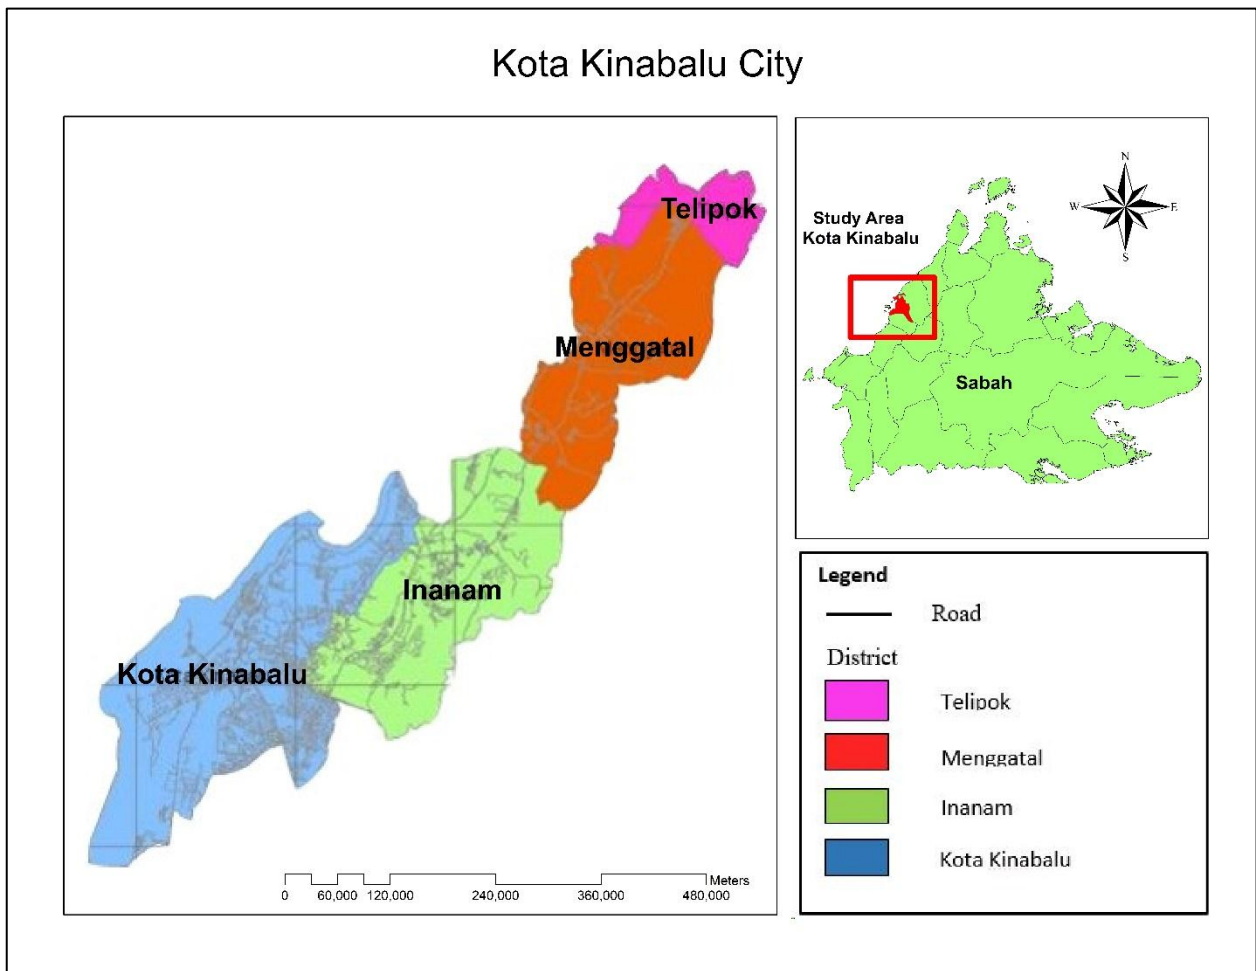 Kota Kinabalu City
Telipok
Menggatal
Inanam
Kota Kinabalu
Meters
0 60,000 120,000 240,000 360,000 480,000
N
W E
S
Study Area
Kota Kinabalu
Sabah
Legend
Road
District
Telipok
Menggatal
Inanam
Kota Kinabalu